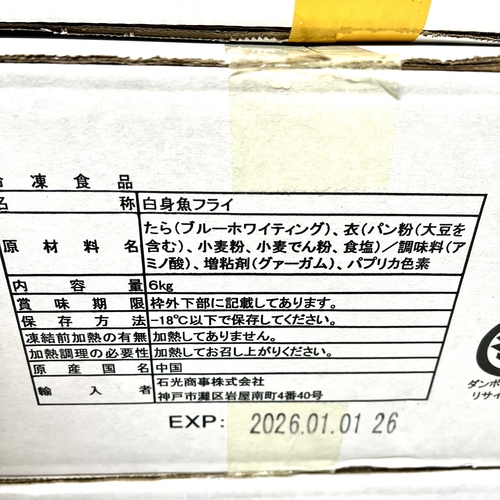 冷凍食品
名称 白身魚フライ
原材料名 たら(ブルーホワイティング)、衣(パン粉(大豆を
含む)、小麦粉、小麦でん粉、食塩)/調味料(ア
ミノ酸)、増粘剤(グァーガム)、パプリカ色素
内容量 6kg
賞味期限 枠外下部に記載してあります。
保存方法 -18℃以下で保存してください。
凍結前加熱の有無 加熱してありません。
加熱調理の必要性 加熱してお召し上がりください。
原産国名 中国
輸入者 石光商事株式会社
神戸市灘区岩屋南町4番40号
EXP: 2026.01.01 26
ダンボ
リサイ